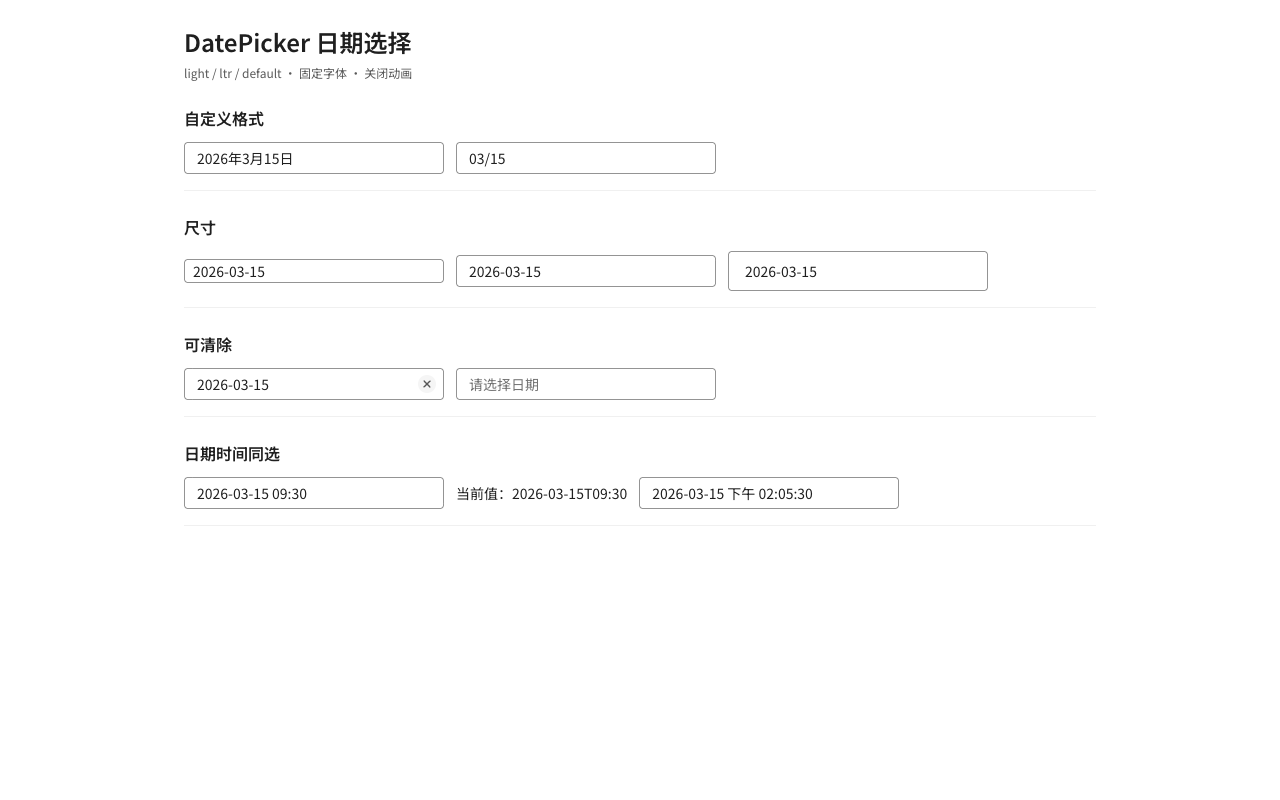 DatePicker 日期选择
light / ltr / default ・ 固定字体 ・ 关闭动画
自定义格式
2026年3月15日 03/15
尺寸
2026-03-15 2026-03-15 2026-03-15
可清除
2026-03-15 请选择日期
日期时间同选
2026-03-15 09:30 当前值：2026-03-15T09:30 2026-03-15 下午 02:05:30